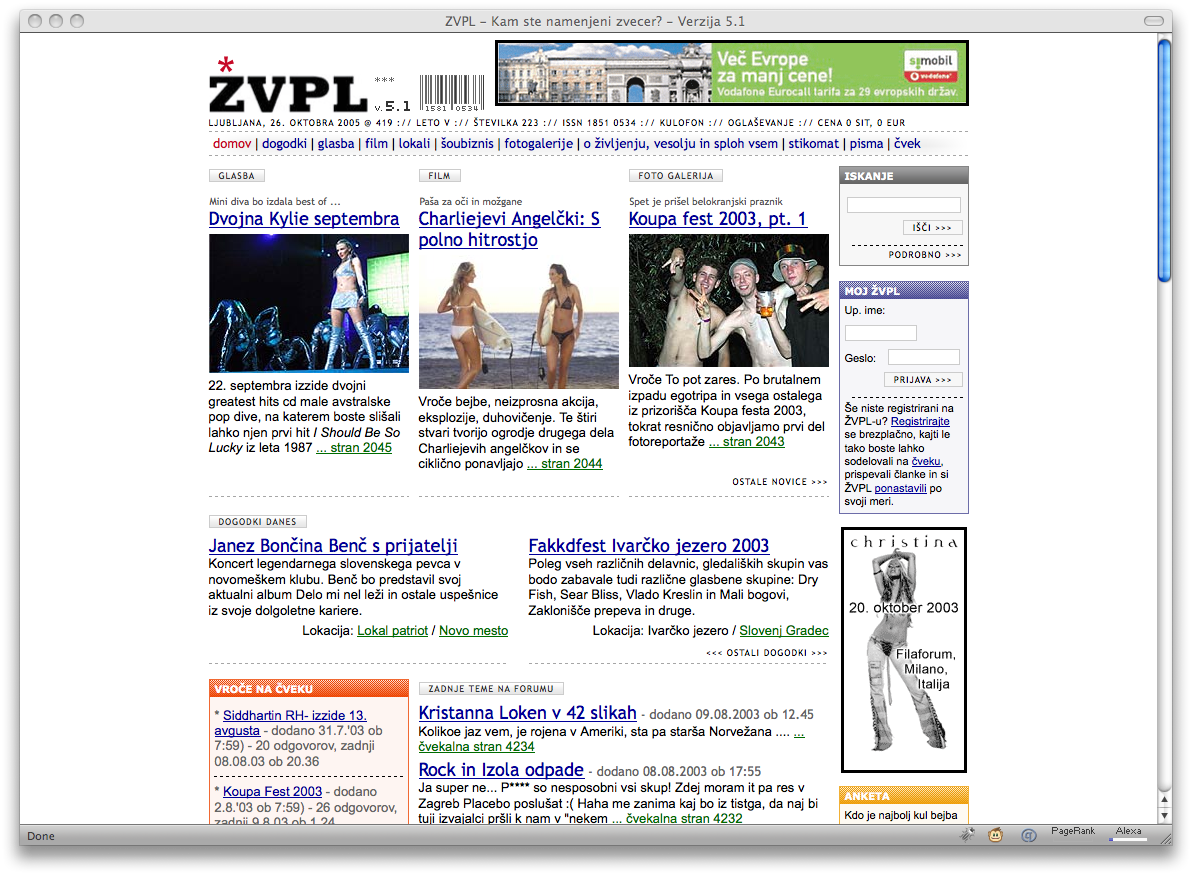 ZVPL – Kam ste namenjeni zvecer? – Verzija 5.1
*
ŽVPL *** v.5.1
1581 0534
Več Evrope
za manj cene!
Vodafone Eurocall tarifa za 29 evropskih držav.
si.mobil
vodafone
LJUBLJANA, 26. OKTOBRA 2005 @ 419 :// LETO V :// ŠTEVILKA 223 :// ISSN 1851 0534 :// KULOFON :// OGLAŠEVANJE :// CENA 0 SIT, 0 EUR
domov | dogodki | glasba | film | lokali | šoubiznis | fotogalerije | o življenju, vesolju in sploh vsem | stikomat | pisma | čvek
GLASBA
Mini diva bo izdala best of ...
Dvojna Kylie septembra
22. septembra izzide dvojni
greatest hits cd male avstralske
pop dive, na katerem boste slišali
lahko njen prvi hit I Should Be So
Lucky iz leta 1987 ... stran 2045
FILM
Paša za oči in možgane
Charliejevi Angelčki: S
polno hitrostjo
Vroče bejbe, neizprosna akcija,
eksplozije, duhovičenje. Te štiri
stvari tvorijo ogrodje drugega dela
Charliejevih angelčkov in se
ciklično ponavljajo ... stran 2044
FOTO GALERIJA
Spet je prišel belokranjski praznik
Koupa fest 2003, pt. 1
Vroče To pot zares. Po brutalnem
izpadu egotripa in vsega ostalega
iz prizorišča Koupa festa 2003,
tokrat resnično objavljamo prvi del
fotoreportaže ... stran 2043
OSTALE NOVICE >>>
ISKANJE
IŠČI >>>
PODROBNO >>>
MOJ ŽVPL
Up. ime:
Geslo:
PRIJAVA >>>
Še niste registrirani na
ŽVPL-u? Registrirajte
se brezplačno, kajti le
tako boste lahko
sodelovali na čveku,
prispevali članke in si
ŽVPL ponastavili po
svoji meri.
DOGODKI DANES
Janez Bončina Benč s prijatelji
Koncert legendarnega slovenskega pevca v
novomeškem klubu. Benč bo predstavil svoj
aktualni album Delo mi nel leži in ostale uspešnice
iz svoje dolgoletne kariere.
Lokacija: Lokal patriot / Novo mesto
Fakkdfest Ivarčko jezero 2003
Poleg vseh različnih delavnic, gledaliških skupin vas
bodo zabavale tudi različne glasbene skupine: Dry
Fish, Sear Bliss, Vlado Kreslin in Mali bogovi,
Zaklonišče prepeva in druge.
Lokacija: Ivarčko jezero / Slovenj Gradec
<<< OSTALI DOGODKI >>>
christina
20. oktober 2003
Filaforum,
Milano,
Italija
VROČE NA ČVEKU
* Siddhartin RH- izzide 13.
avgusta - dodano 31.7.'03 ob
7:59) - 20 odgovorov, zadnji
08.08.03 ob 20.36
* Koupa Fest 2003 - dodano
2.8.'03 ob 7:59) - 26 odgovorov,
zadnji 9.8.03 ob 1.24
ZADNJE TEME NA FORUMU
Kristanna Loken v 42 slikah - dodano 09.08.2003 ob 12.45
Kolikoe jaz vem, je rojena v Ameriki, sta pa starša Norvežana .... ...
čvekalna stran 4234
Rock in Izola odpade - dodano 08.08.2003 ob 17:55
Ja super ne... P**** so nesposobni vsi skup! Zdej moram it pa res v
Zagreb Placebo poslušat :( Haha me zanima kaj bo iz tistga, da naj bi
tuji izvajalci pršli k nam v "nekem ... čvekalna stran 4232
ANKETA
Kdo je najbolj kul bejba
Done
PageRank
Alexa